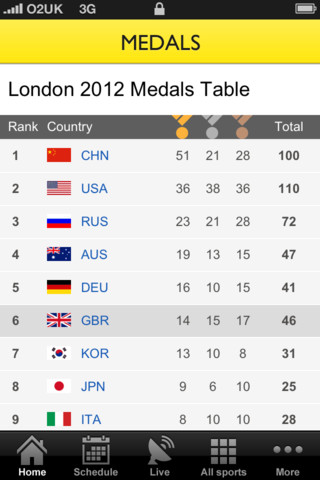 O2UK 3G
MEDALS
London 2012 Medals Table
Rank Country Total
1 CHN 51 21 28 100
2 USA 36 38 36 110
3 RUS 23 21 28 72
4 AUS 19 13 15 47
5 DEU 16 10 15 41
6 GBR 14 15 17 46
7 KOR 13 10 8 31
8 JPN 9 6 10 25
9 ITA 8 10 10 28
Home Schedule Live All sports More